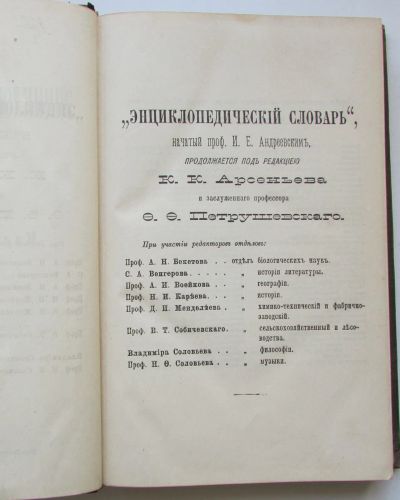 „ЭНЦИКЛОПЕДИЧЕСКІЙ СЛОВАРЬ“,
начатый проф. И. Е. Андреевскимъ,
ПРОДОЛЖАЕТСЯ ПОДЪ РЕДАКЦІЕЮ
К. К. Арсеньева
и заслуженнаго профессора
Ѳ. Ѳ. Петрушевскаго.
При участіи редакторовъ отдѣловъ:
Проф. А. Н. Бекетова . . отдѣлъ біологическихъ наукъ.
С. А. Венгерова . . . . . „ исторіи литературы.
Проф. А. И. Воейкова . . „ географіи.
Проф. Н. И. Карѣева. . . „ исторіи.
Проф. Д. И. Менделѣева . „ химико-техническій и фабрично-
заводскій.
Проф. В. Т. Собичевскаго. „ сельскохозяйственный и лѣсо-
водства.
Владиміра Соловьева . . „ философіи.
Проф. Н. Ѳ. Соловьева . . „ музыки.